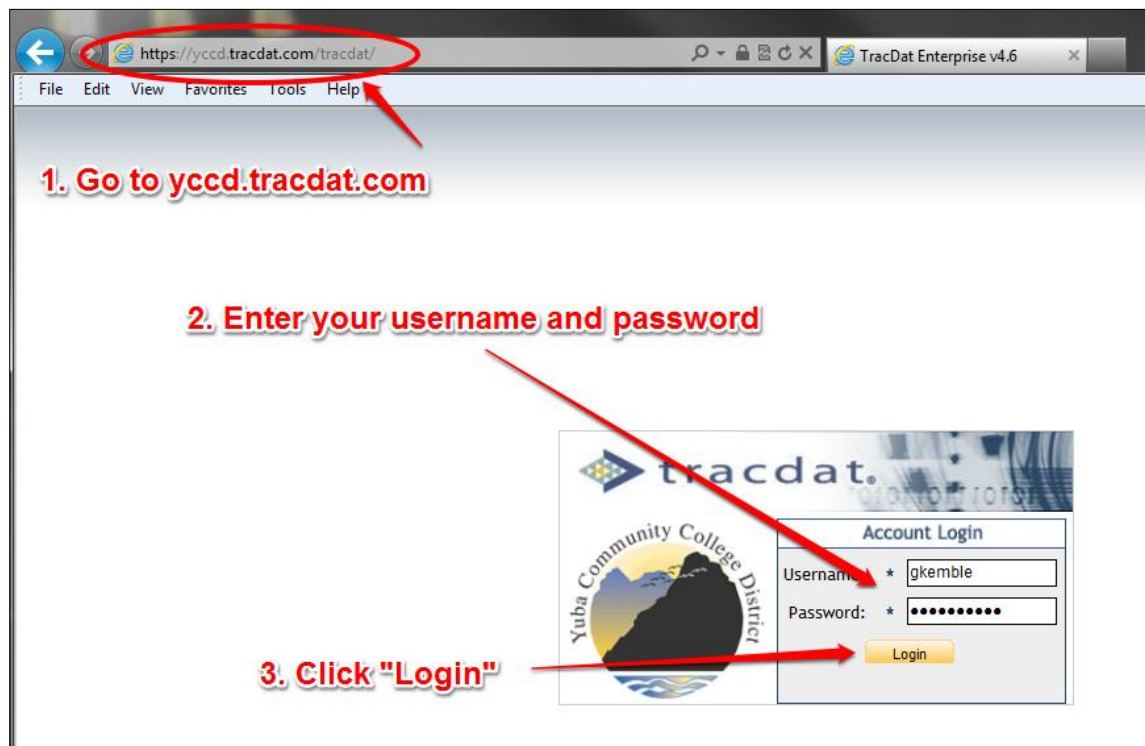 https://yccd.tracdat.com/tracdat/
TracDat Enterprise v4.6
File Edit View Favorites Tools Help
1. Go to yccd.tracdat.com
2. Enter your username and password
tracdat®
Yuba Community College District
Account Login
Username: * gkemble
Password: * ••••••••••
Login
3. Click "Login"